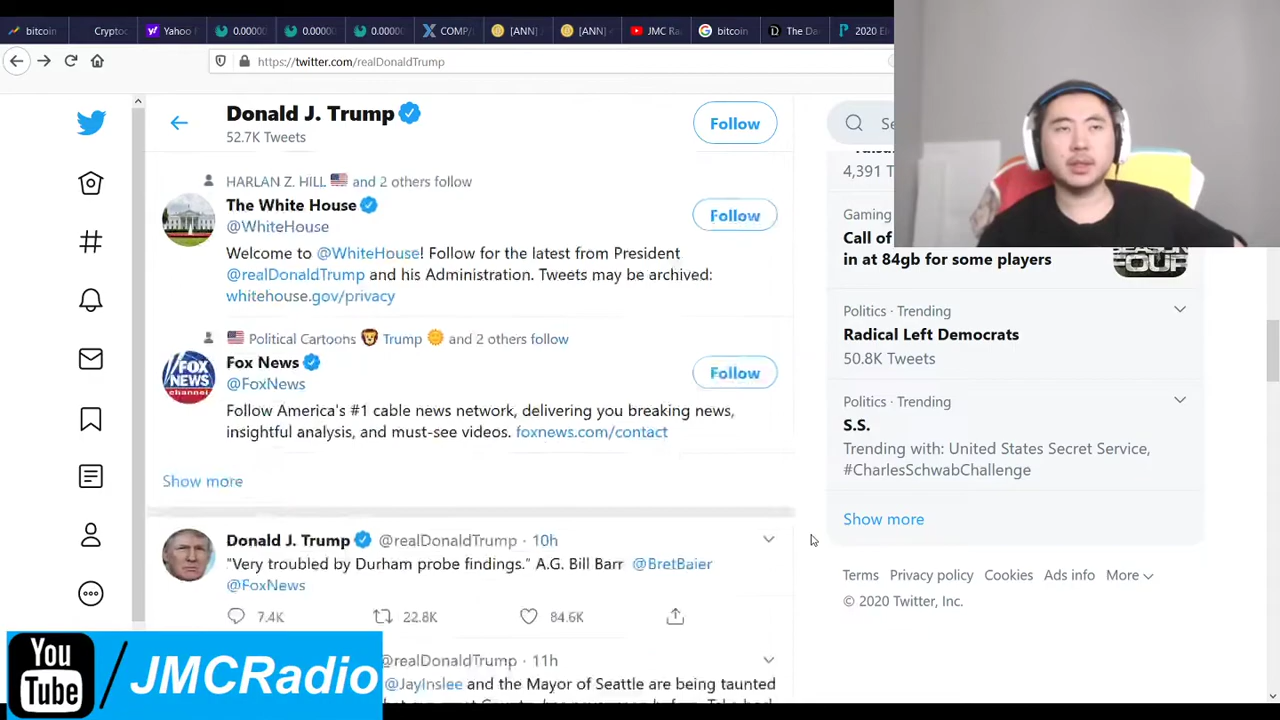 bitcoin
Cryptoc
Yahoo
0.00000
0.00000
0.00000
COMP/
[ANN]
[ANN]
JMC Ra
bitcoin
The Da
2020 El
https://twitter.com/realDonaldTrump
Donald J. Trump
52.7K Tweets
Follow
HARLAN Z. HILL 🇺🇸 and 2 others follow
The White House
@WhiteHouse
Follow
Welcome to @WhiteHouse! Follow for the latest from President
@realDonaldTrump and his Administration. Tweets may be archived:
whitehouse.gov/privacy
🇺🇸 Political Cartoons 🦁 Trump 🌞 and 2 others follow
Fox News
@FoxNews
Follow
FOX
NEWS
channel
Follow America's #1 cable news network, delivering you breaking news,
insightful analysis, and must-see videos. foxnews.com/contact
Show more
Donald J. Trump @realDonaldTrump · 10h
"Very troubled by Durham probe findings." A.G. Bill Barr @BretBaier
@FoxNews
7.4K 22.8K 84.6K
@realDonaldTrump · 11h
@JayInslee and the Mayor of Seattle are being taunted
4,391 T
Gaming
Call of
in at 84gb for some players
Politics · Trending
Radical Left Democrats
50.8K Tweets
Politics · Trending
S.S.
Trending with: United States Secret Service,
#CharlesSchwabChallenge
Show more
Terms Privacy policy Cookies Ads info More
© 2020 Twitter, Inc.
You
Tube
/JMCRadio